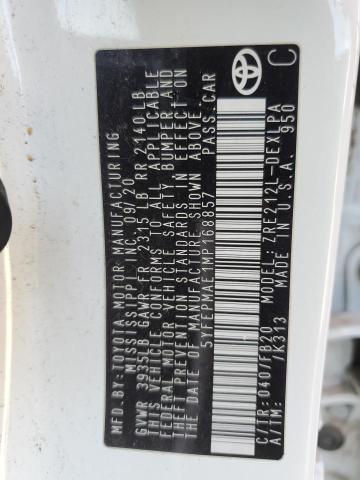 MFD.BY:TOYOTA MOTOR MANUFACTURING
MISSISSIPPI INC. 09/20
GVWR 3935LB GAWR FR 2315LB RR 2140LB
THIS VEHICLE CONFORMS TO ALL APPLICABLE
FEDERAL MOTOR VEHICLE SAFETY BUMPER, AND
THEFT PREVENTION STANDARDS IN EFFECT ON
THE DATE OF MANUFACTURE SHOWN ABOVE.
5YFEPMAE1MP168857 PASS.CAR
C
C/TR: 040/FB20 ZRE212L-DEXLPA
A/TM: /K313 MADE IN U.S.A. 950